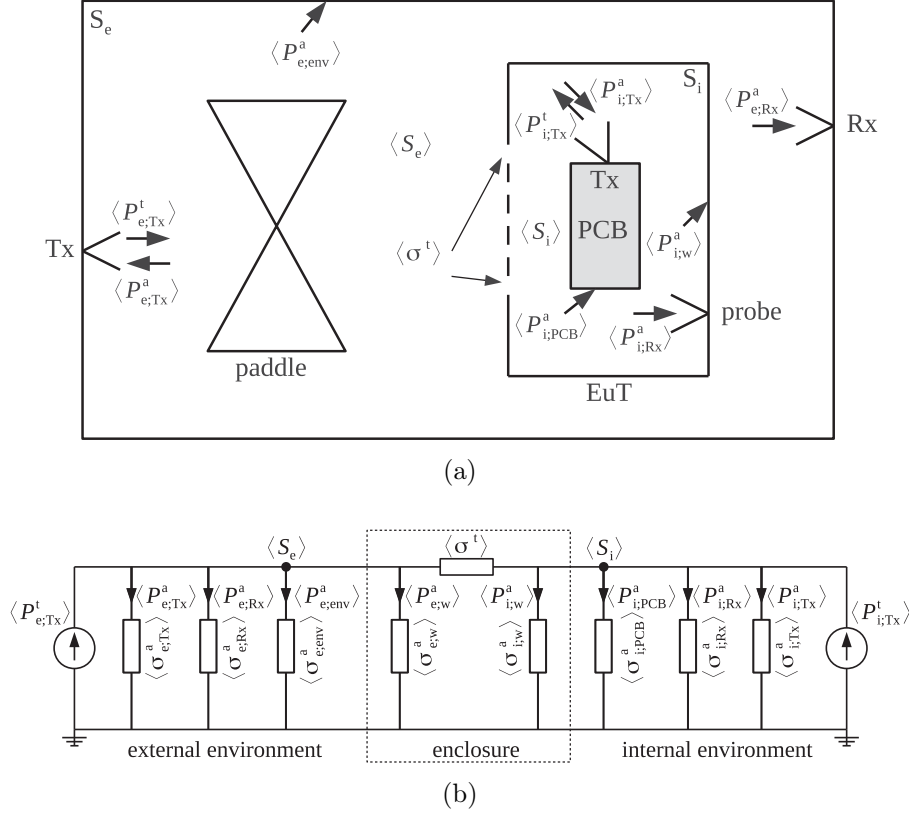 S_e
⟨P^a_e;env⟩
S_i
⟨P^a_i;Tx⟩
⟨P^a_e;Rx⟩
⟨P^t_i;Tx⟩
Rx
⟨S_e⟩
Tx
⟨P^t_e;Tx⟩
⟨S_i⟩
PCB
⟨P^a_i;w⟩
Tx
⟨σ^t⟩
⟨P^a_e;Tx⟩
⟨P^a_i;PCB⟩
⟨P^a_i;Rx⟩
probe
paddle
EuT
(a)
⟨S_e⟩
⟨σ^t⟩
⟨S_i⟩
⟨P^t_e;Tx⟩
⟨P^a_e;Tx⟩
⟨P^a_e;Rx⟩
⟨P^a_e;env⟩
⟨P^a_e;w⟩
⟨P^a_i;w⟩
⟨P^a_i;PCB⟩
⟨P^a_i;Rx⟩
⟨P^a_i;Tx⟩
⟨P^t_i;Tx⟩
⟨σ^a_e;Tx⟩
⟨σ^a_e;Rx⟩
⟨σ^a_e;env⟩
⟨σ^a_e;w⟩
⟨σ^a_i;w⟩
⟨σ^a_i;PCB⟩
⟨σ^a_i;Rx⟩
⟨σ^a_i;Tx⟩
external environment
enclosure
internal environment
(b)